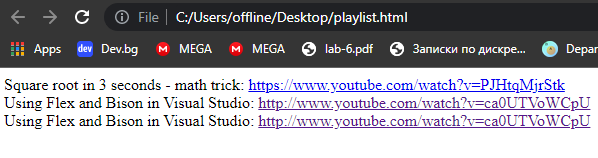 File | C:/Users/offline/Desktop/playlist.html
Apps dev Dev.bg M MEGA M MEGA lab-6.pdf Записки по дискре... Depar
Square root in 3 seconds - math trick: https://www.youtube.com/watch?v=PJHtqMjrStk
Using Flex and Bison in Visual Studio: http://www.youtube.com/watch?v=ca0UTVoWCpU
Using Flex and Bison in Visual Studio: http://www.youtube.com/watch?v=ca0UTVoWCpU